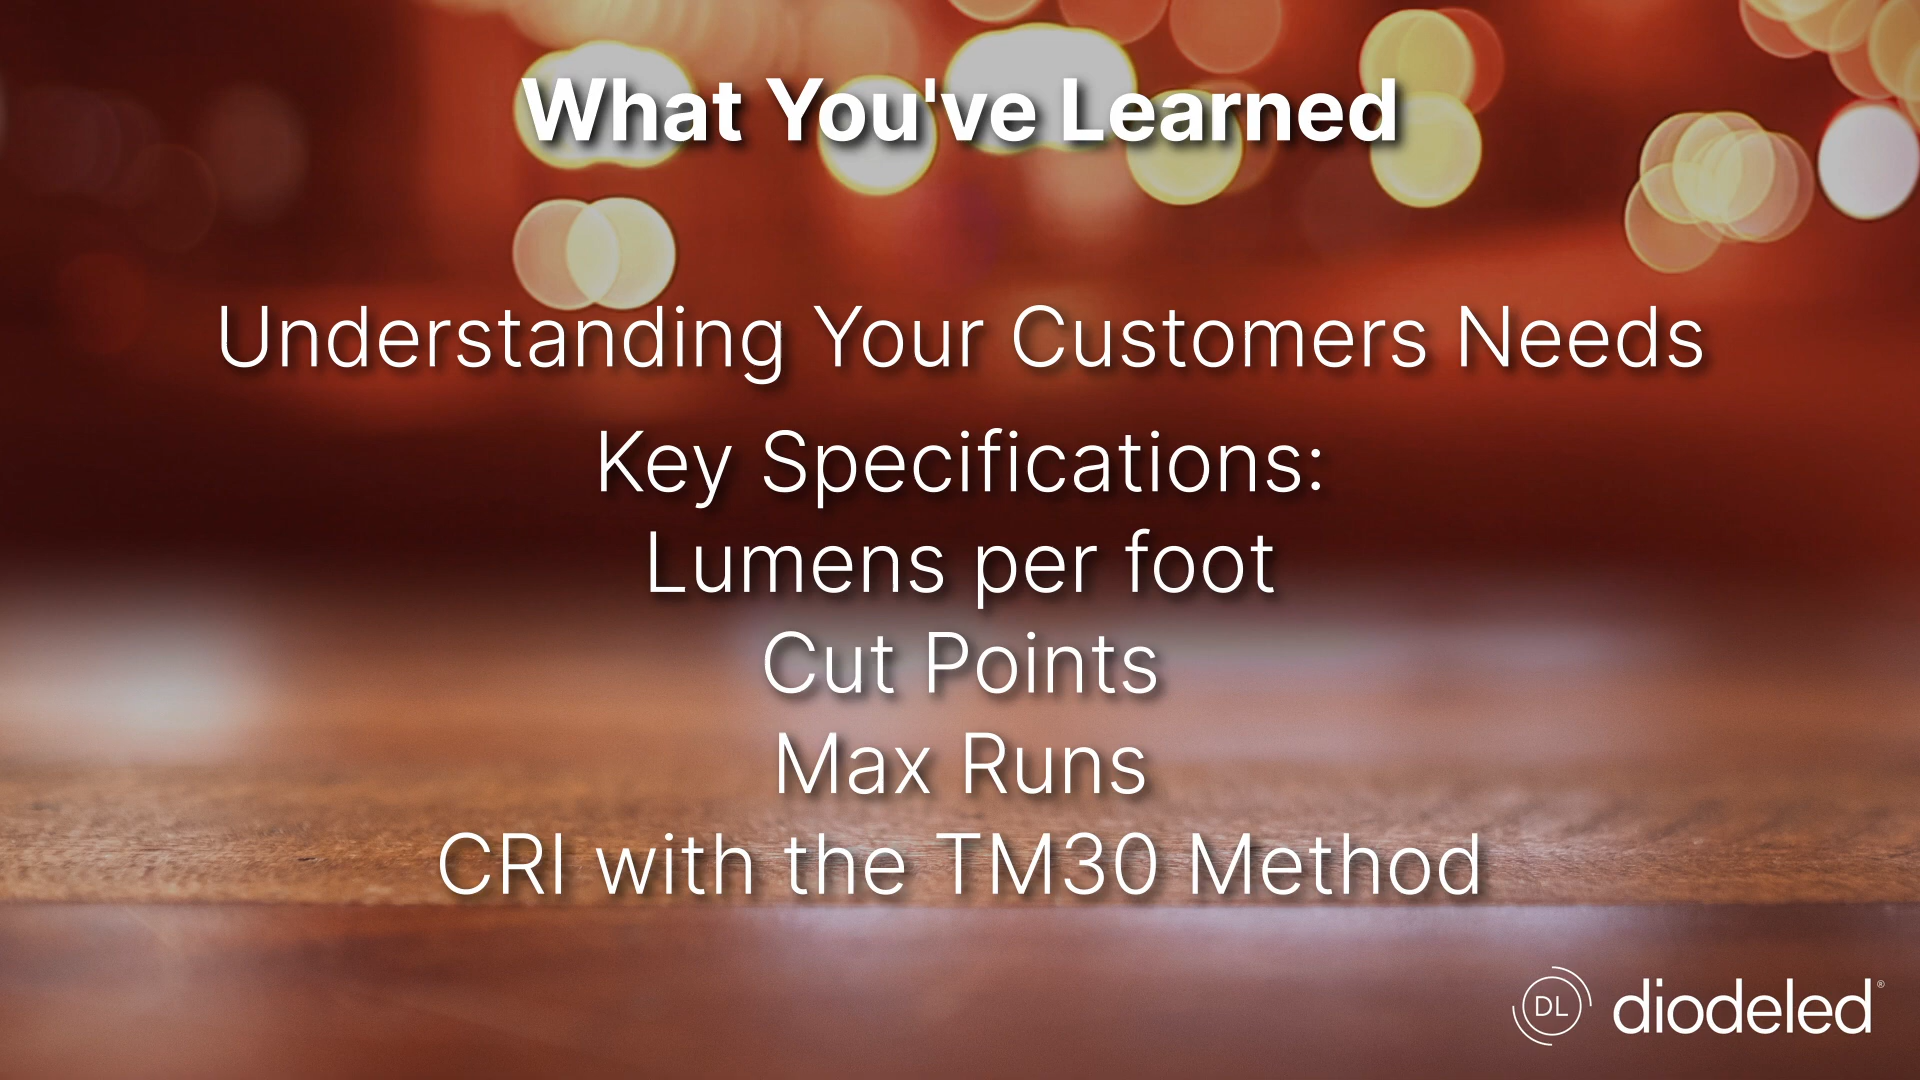 What You've Learned
Understanding Your Customers Needs
Key Specifications:
Lumens per foot
Cut Points
Max Runs
CRI with the TM30 Method
DL diodeled®